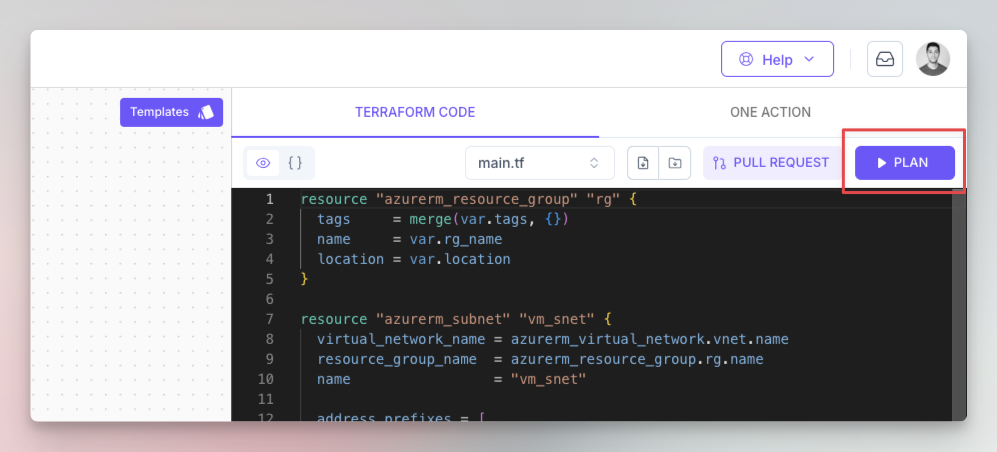 Help
Templates
TERRAFORM CODE
ONE ACTION
{ }
main.tf
PULL REQUEST
PLAN
1 resource "azurerm_resource_group" "rg" {
2   tags     = merge(var.tags, {})
3   name     = var.rg_name
4   location = var.location
5 }
6
7 resource "azurerm_subnet" "vm_snet" {
8   virtual_network_name = azurerm_virtual_network.vnet.name
9   resource_group_name  = azurerm_resource_group.rg.name
10   name                 = "vm_snet"
11
12   address_prefixes = [